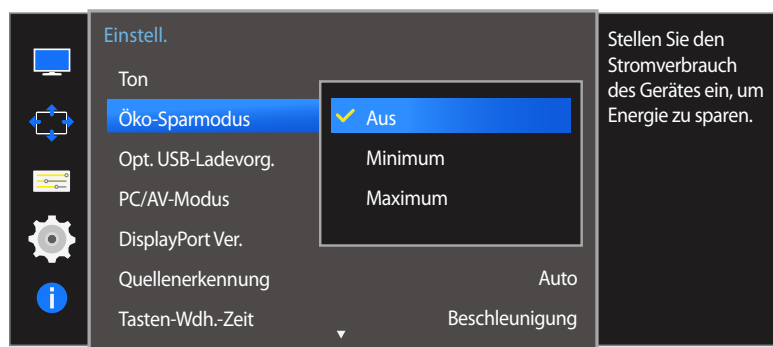 Einstell.
Ton
Öko-Sparmodus
Opt. USB-Ladevorg.
PC/AV-Modus
DisplayPort Ver.
Quellenerkennung Auto
Tasten-Wdh.-Zeit Beschleunigung
Aus
Minimum
Maximum
Stellen Sie den
Stromverbrauch
des Gerätes ein, um
Energie zu sparen.